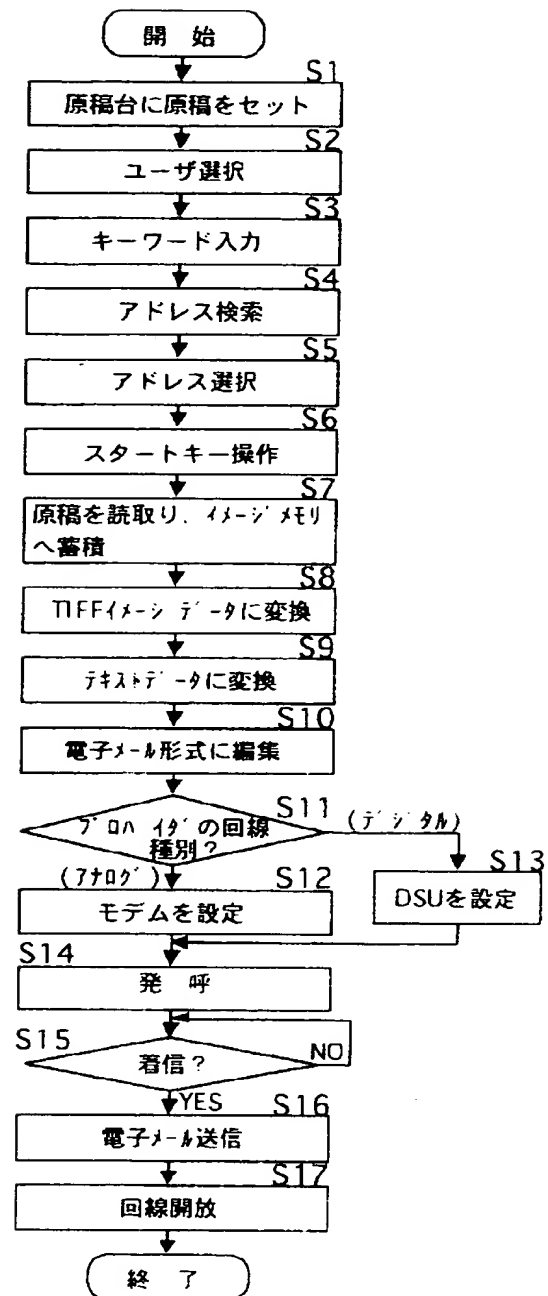 開 始
S1
原稿台に原稿をセット
S2
ユーザ選択
S3
キーワード入力
S4
アドレス検索
S5
アドレス選択
S6
スタートキー操作
S7
原稿を読取り、イメージメモリ
へ蓄積
S8
TIFFイメージデータに変換
S9
テキストデータに変換
S10
電子メール形式に編集
S11
プロバイダの回線
種別?
(デジタル)
(アナログ)
S12
モデムを設定
S13
DSUを設定
S14
発 呼
S15
着信?
NO
YES
S16
電子メール送信
S17
回線開放
終 了